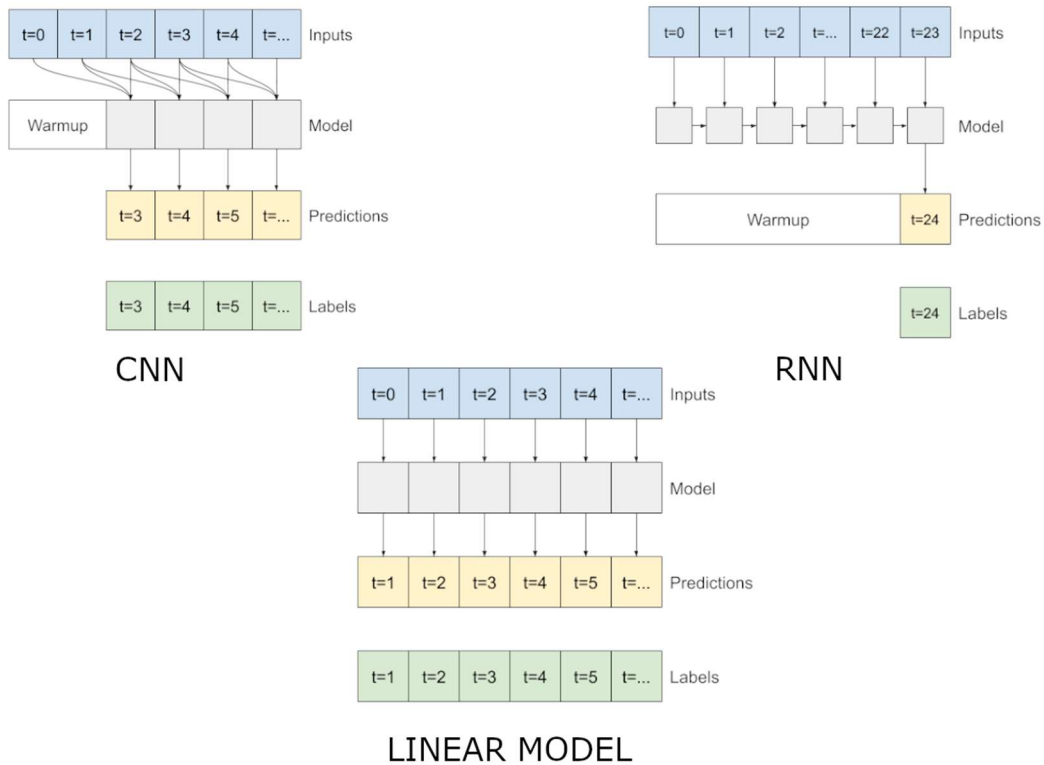 t=0 t=1 t=2 t=3 t=4 t=... Inputs
Warmup Model
t=3 t=4 t=5 t=... Predictions
t=3 t=4 t=5 t=... Labels
CNN
t=0 t=1 t=2 t=... t=22 t=23 Inputs
Model
Warmup t=24 Predictions
t=24 Labels
RNN
t=0 t=1 t=2 t=3 t=4 t=... Inputs
Model
t=1 t=2 t=3 t=4 t=5 t=... Predictions
t=1 t=2 t=3 t=4 t=5 t=... Labels
LINEAR MODEL